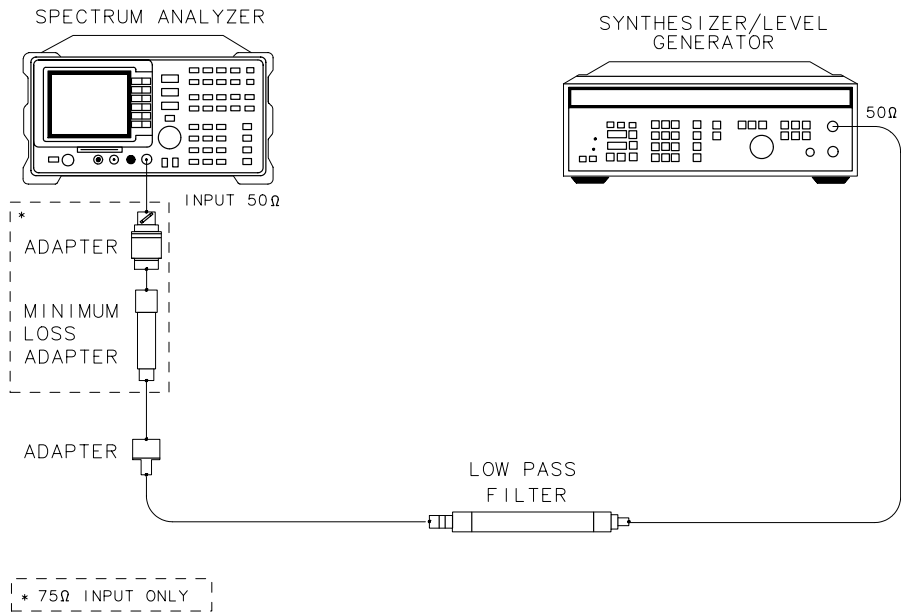 SPECTRUM ANALYZER
SYNTHESIZER/LEVEL
GENERATOR
50Ω
INPUT 50Ω
*
ADAPTER
MINIMUM
LOSS
ADAPTER
ADAPTER
LOW PASS
FILTER
* 75Ω INPUT ONLY